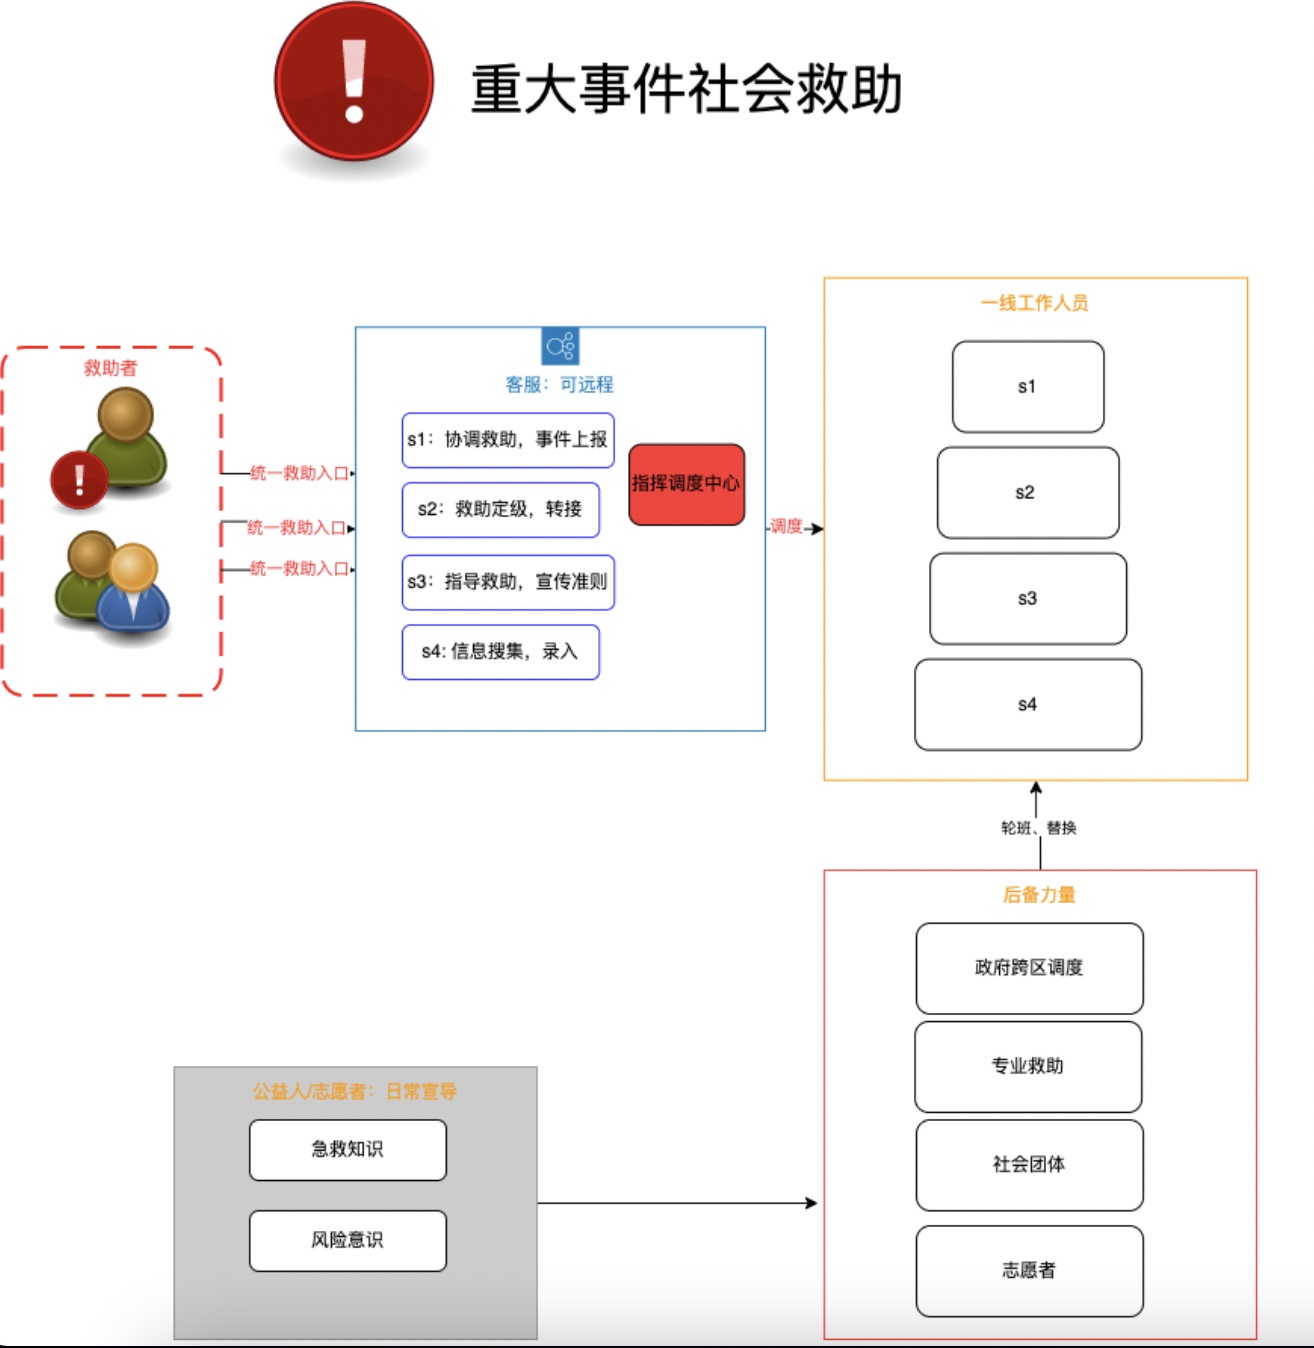 重大事件社会救助
救助者
统一救助入口
统一救助入口
统一救助入口
客服：可远程
s1：协调救助，事件上报
s2：救助定级，转接
s3：指导救助，宣传准则
s4: 信息搜集，录入
指挥调度中心
调度
一线工作人员
s1
s2
s3
s4
轮班、替换
后备力量
政府跨区调度
专业救助
社会团体
志愿者
公益人/志愿者：日常宣导
急救知识
风险意识